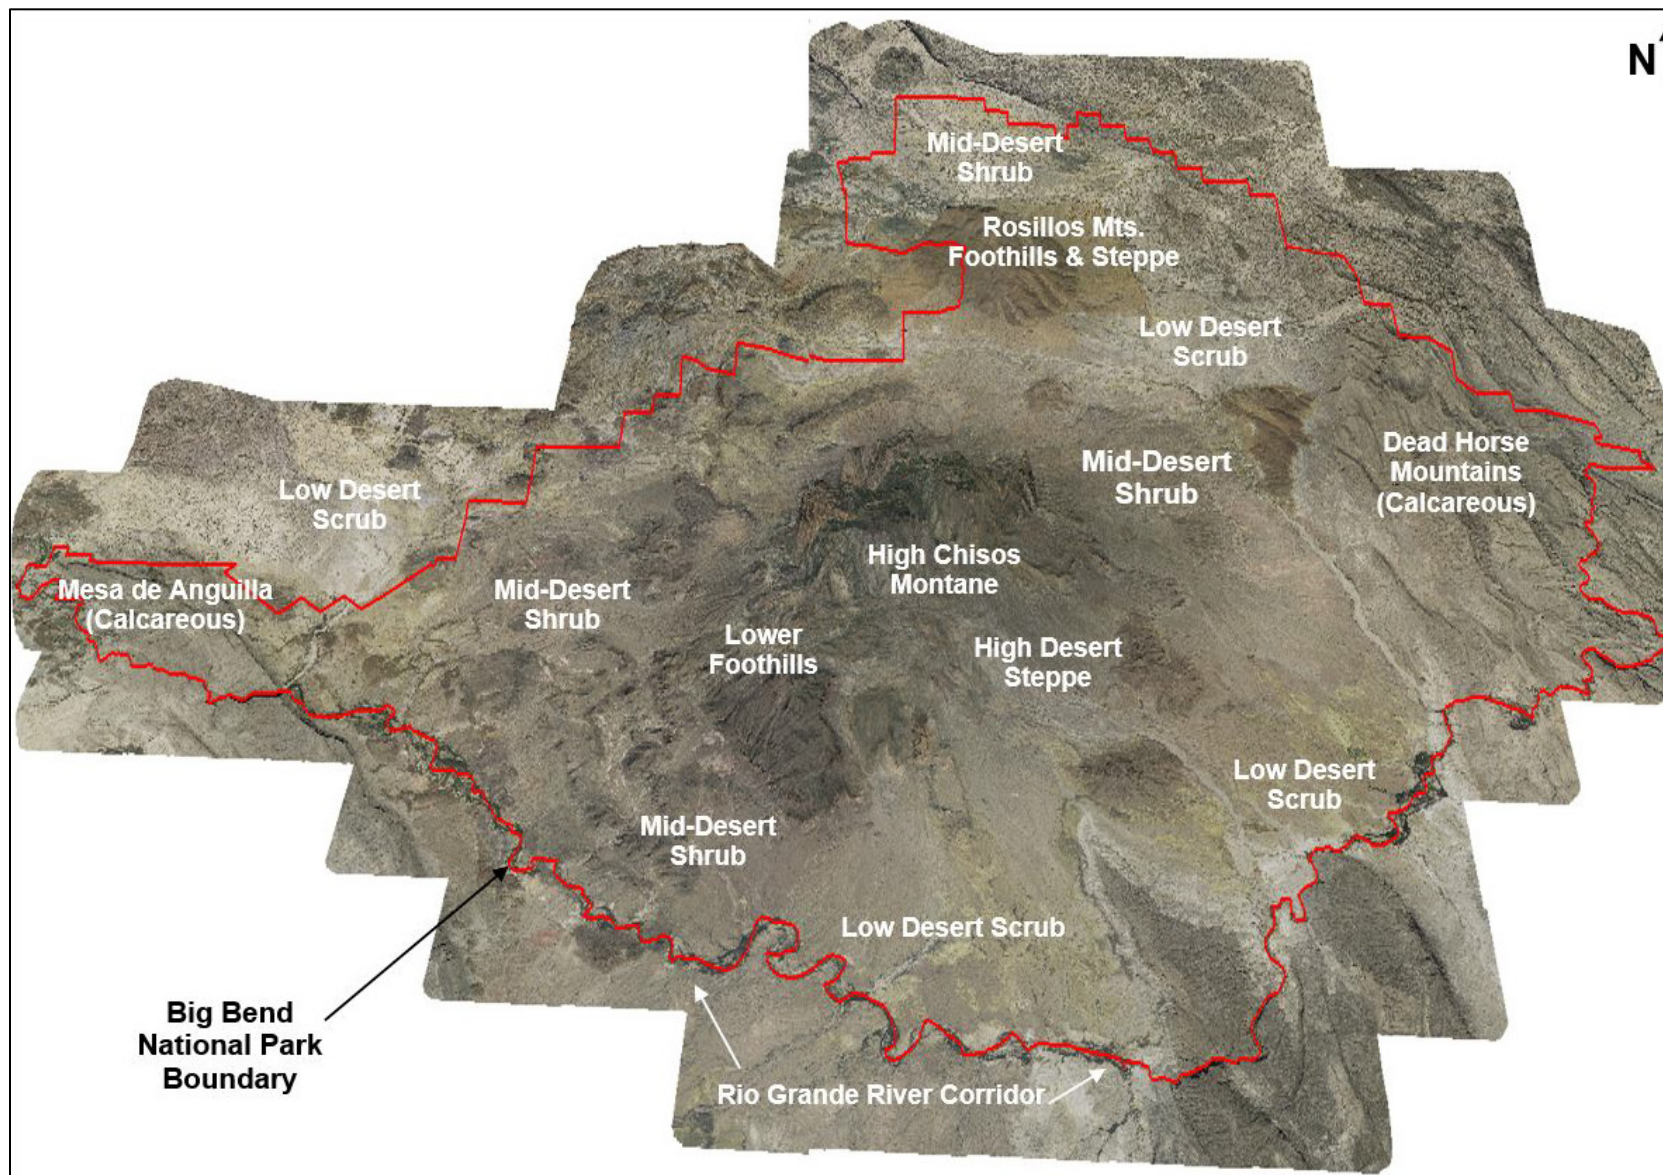 N
Mid-Desert
Shrub
Rosillos Mts.
Foothills & Steppe
Low Desert
Scrub
Dead Horse
Mountains
(Calcareous)
Mid-Desert
Shrub
Low Desert
Scrub
High Chisos
Montane
Mesa de Anguilla
(Calcareous)
Mid-Desert
Shrub
Lower
Foothills
High Desert
Steppe
Low Desert
Scrub
Mid-Desert
Shrub
Low Desert Scrub
Big Bend
National Park
Boundary
Rio Grande River Corridor